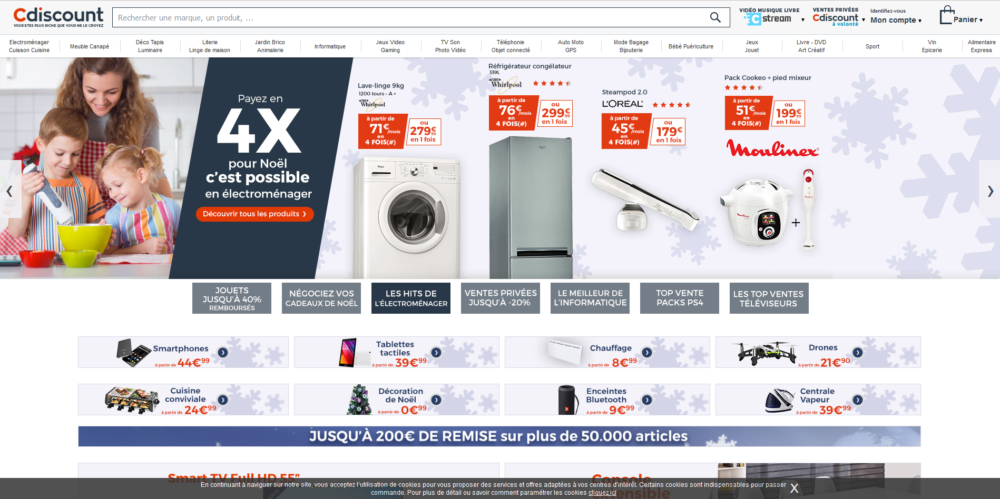 Cdiscount
VOUS ETES PLUS RICHE QUE VOUS NE LE CROYEZ
Rechercher une marque, un produit, ...
VIDÉO MUSIQUE LIVRE
C stream
VENTES PRIVÉES
Cdiscount
à volonté
Identifiez-vous
Mon compte
Panier
Electroménager
Cuisson Cuisine
Meuble Canapé
Déco Tapis
Luminaire
Literie
Linge de maison
Jardin Brico
Animalerie
Informatique
Jeux Video
Gaming
TV Son
Photo Vidéo
Téléphonie
Objet connecté
Auto Moto
GPS
Mode Bagage
Bijouterie
Bébé Puériculture
Jeux
Jouet
Livre - DVD
Art Créatif
Sport
Vin
Epicerie
Alimentaire
Express
Payez en
4X
pour Noël
c'est possible
en électroménager
Découvrir tous les produits
Lave-linge 9kg
1200 tours - A+
Whirlpool
à partir de
71€/mois
en
4 FOIS(#)
ou
279€99
en 1 fois
Réfrigérateur congélateur
339L
Whirlpool
à partir de
76€/mois
en
4 FOIS(#)
ou
299€99
en 1 fois
Steampod 2.0
L'ORÉAL
à partir de
45€/mois
en
4 FOIS(#)
ou
179€
en 1 fois
Pack Cookeo + pied mixeur
à partir de
51€/mois
en
4 FOIS(#)
ou
199€99
en 1 fois
Moulinex
+
JOUETS
JUSQU'À 40%
REMBOURSÉS
NÉGOCIEZ VOS
CADEAUX DE NOËL
LES HITS DE
L'ÉLECTROMÉNAGER
VENTES PRIVÉES
JUSQU'À -20%
LE MEILLEUR DE
L'INFORMATIQUE
TOP VENTE
PACKS PS4
LES TOP VENTES
TÉLÉVISEURS
Smartphones
à partir de 44€99
Tablettes
tactiles
à partir de 39€99
Chauffage
à partir de 8€99
Drones
à partir de 21€90
Cuisine
conviviale
à partir de 24€99
Décoration
de Noël
à partir de 0€99
Enceintes
Bluetooth
à partir de 9€99
Centrale
Vapeur
à partir de 39€99
JUSQU'À 200€ DE REMISE sur plus de 50.000 articles
Smart TV Full HD 55"
Console
extensible
En continuant à naviguer sur notre site, vous acceptez l'utilisation de cookies pour vous proposer des services et offres adaptées à vos centres d'intérêt. Certains cookies sont indispensables pour passer
commande. Pour plus de détail ou savoir comment paramétrer les cookies cliquez ici
X